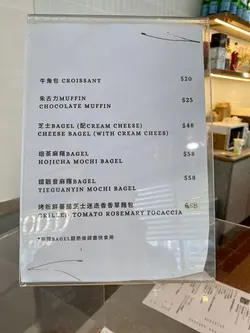 牛角包 CROISSANT $20
朱古力MUFFIN $25
CHOCOLATE MUFFIN
芝士BAGEL (配CREAM CHEESE) $48
CHEESE BAGEL (WITH CREAM CHEES)
焙茶麻糬BAGEL $58
HOJICHA MOCHI BAGEL
鐵觀音麻糬BAGEL $58
TIEGUANYIN MOCHI BAGEL
烤新鮮蕃茄芝士迷迭香香草麵包
GRILLED TOMATO ROSEMARY FOCACCIA